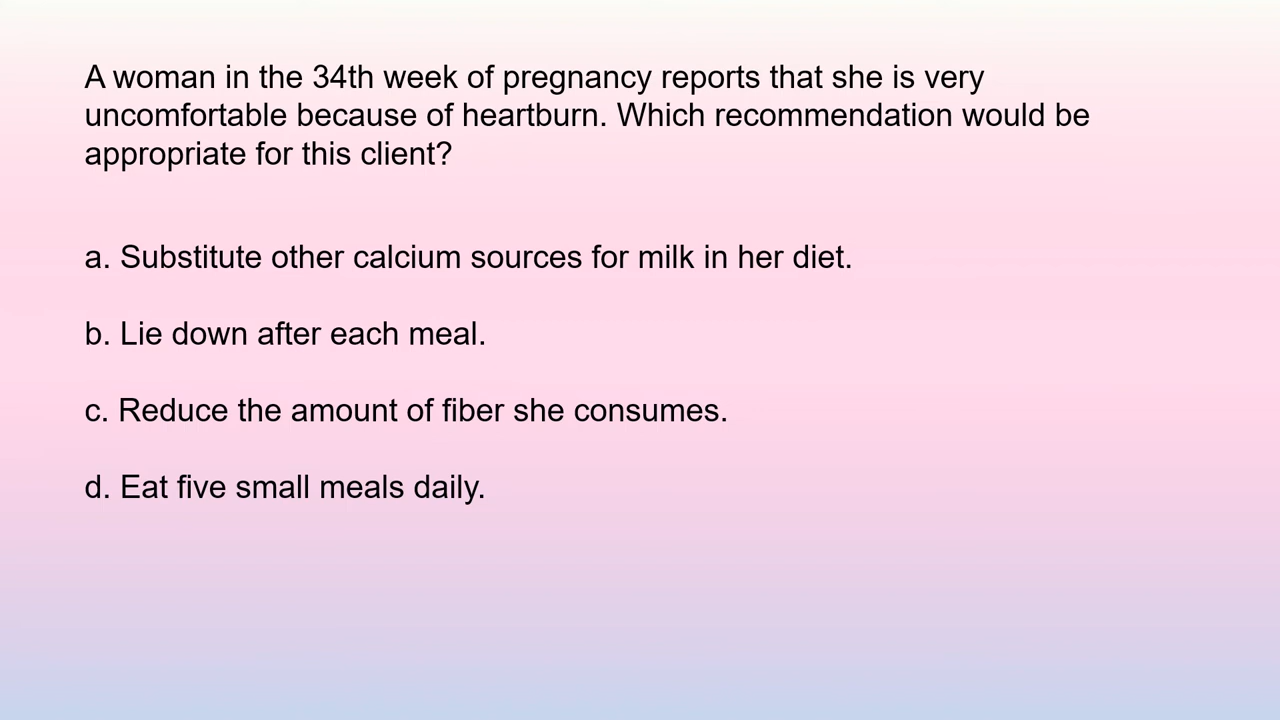 A woman in the 34th week of pregnancy reports that she is very
uncomfortable because of heartburn. Which recommendation would be
appropriate for this client?
a. Substitute other calcium sources for milk in her diet.
b. Lie down after each meal.
c. Reduce the amount of fiber she consumes.
d. Eat five small meals daily.